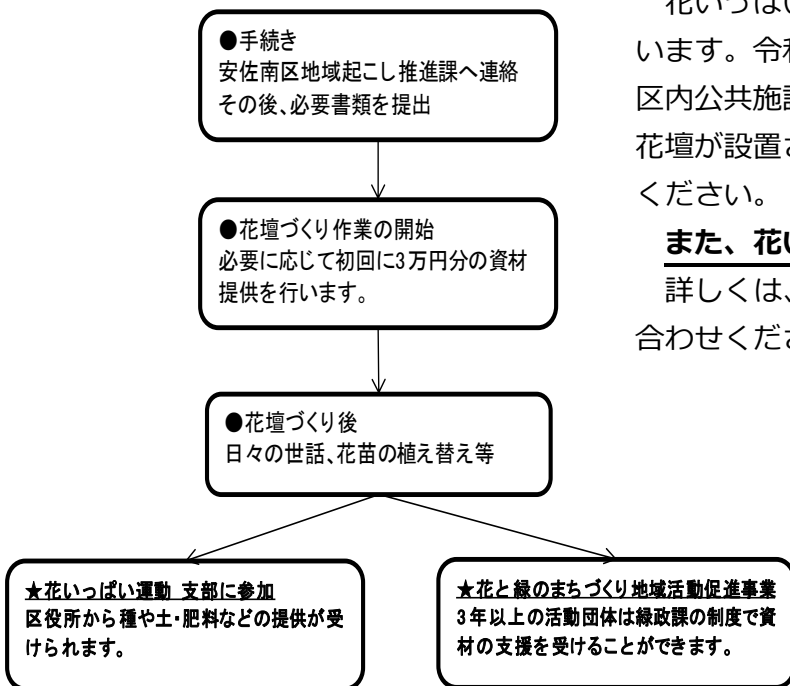 ●手続き
安佐南区地域起こし推進課へ連絡
その後、必要書類を提出
●花壇づくり作業の開始
必要に応じて初回に3万円分の資材
提供を行います。
●花壇づくり後
日々の世話、花苗の植え替え等
★花いっぱい運動 支部に参加
区役所から種や土・肥料などの提供が受
けられます。
★花と緑のまちづくり地域活動促進事業
3年以上の活動団体は緑政課の制度で資
材の支援を受けることができます。
花いっぱい
います。令和
区内公共施設
花壇が設置さ
ください。
また、花い
詳しくは、
合わせくださ